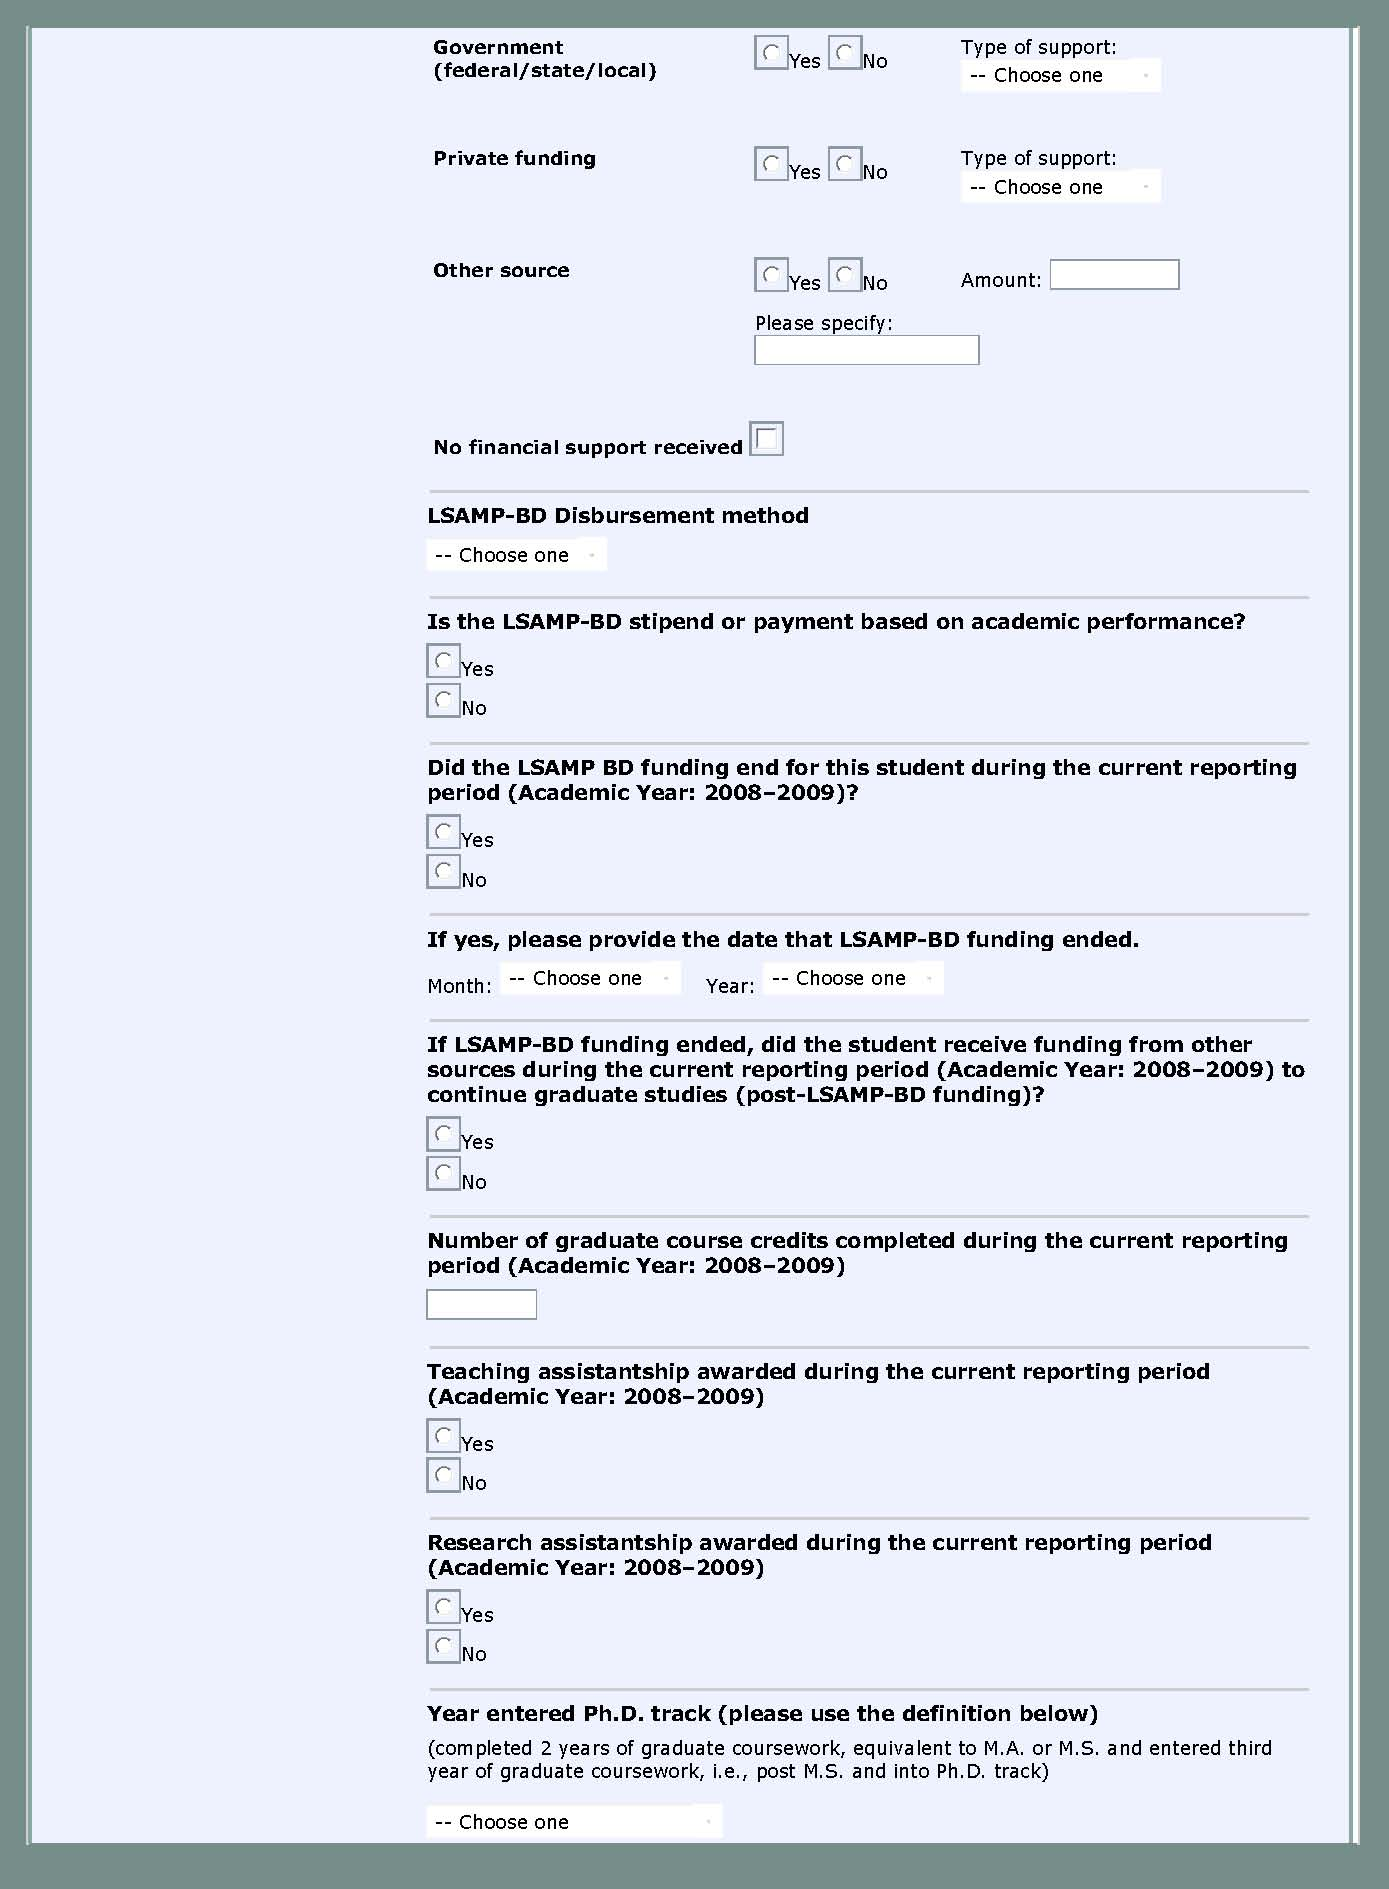 Government
(federal/state/local)
Yes No
Type of support:
-- Choose one
Private funding
Yes No
Type of support:
-- Choose one
Other source
Yes No
Amount:
Please specify:
No financial support received
LSAMP-BD Disbursement method
-- Choose one
Is the LSAMP-BD stipend or payment based on academic performance?
Yes
No
Did the LSAMP BD funding end for this student during the current reporting
period (Academic Year: 2008–2009)?
Yes
No
If yes, please provide the date that LSAMP-BD funding ended.
Month: -- Choose one Year: -- Choose one
If LSAMP-BD funding ended, did the student receive funding from other
sources during the current reporting period (Academic Year: 2008–2009) to
continue graduate studies (post-LSAMP-BD funding)?
Yes
No
Number of graduate course credits completed during the current reporting
period (Academic Year: 2008–2009)
Teaching assistantship awarded during the current reporting period
(Academic Year: 2008–2009)
Yes
No
Research assistantship awarded during the current reporting period
(Academic Year: 2008–2009)
Yes
No
Year entered Ph.D. track (please use the definition below)
(completed 2 years of graduate coursework, equivalent to M.A. or M.S. and entered third
year of graduate coursework, i.e., post M.S. and into Ph.D. track)
-- Choose one